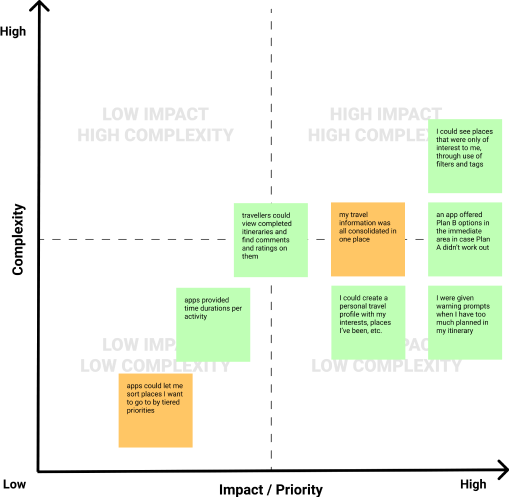 High
LOW IMPACT
HIGH COMPLEXITY
HIGH IMPACT
HIGH COMPLE
I could see places
that were only of
interest to me,
through use of
filters and tags
travellers could
view completed
itineraries and
find comments
and ratings on
them
my travel
information was
all consolidated in
one place
an app offered
Plan B options in
the immediate
area in case Plan
A didn't work out
Complexity
apps provided
time durations per
activity
I could create a
personal travel
profile with my
interests, places
I've been, etc.
I were given
warning prompts
when I have too
much planned in
my itinerary
LOW IMPACT
LOW COMPLEXITY
LOW COMPLEXITY
apps could let me
sort places I want
to go to by tiered
priorities
Low
Impact / Priority
High